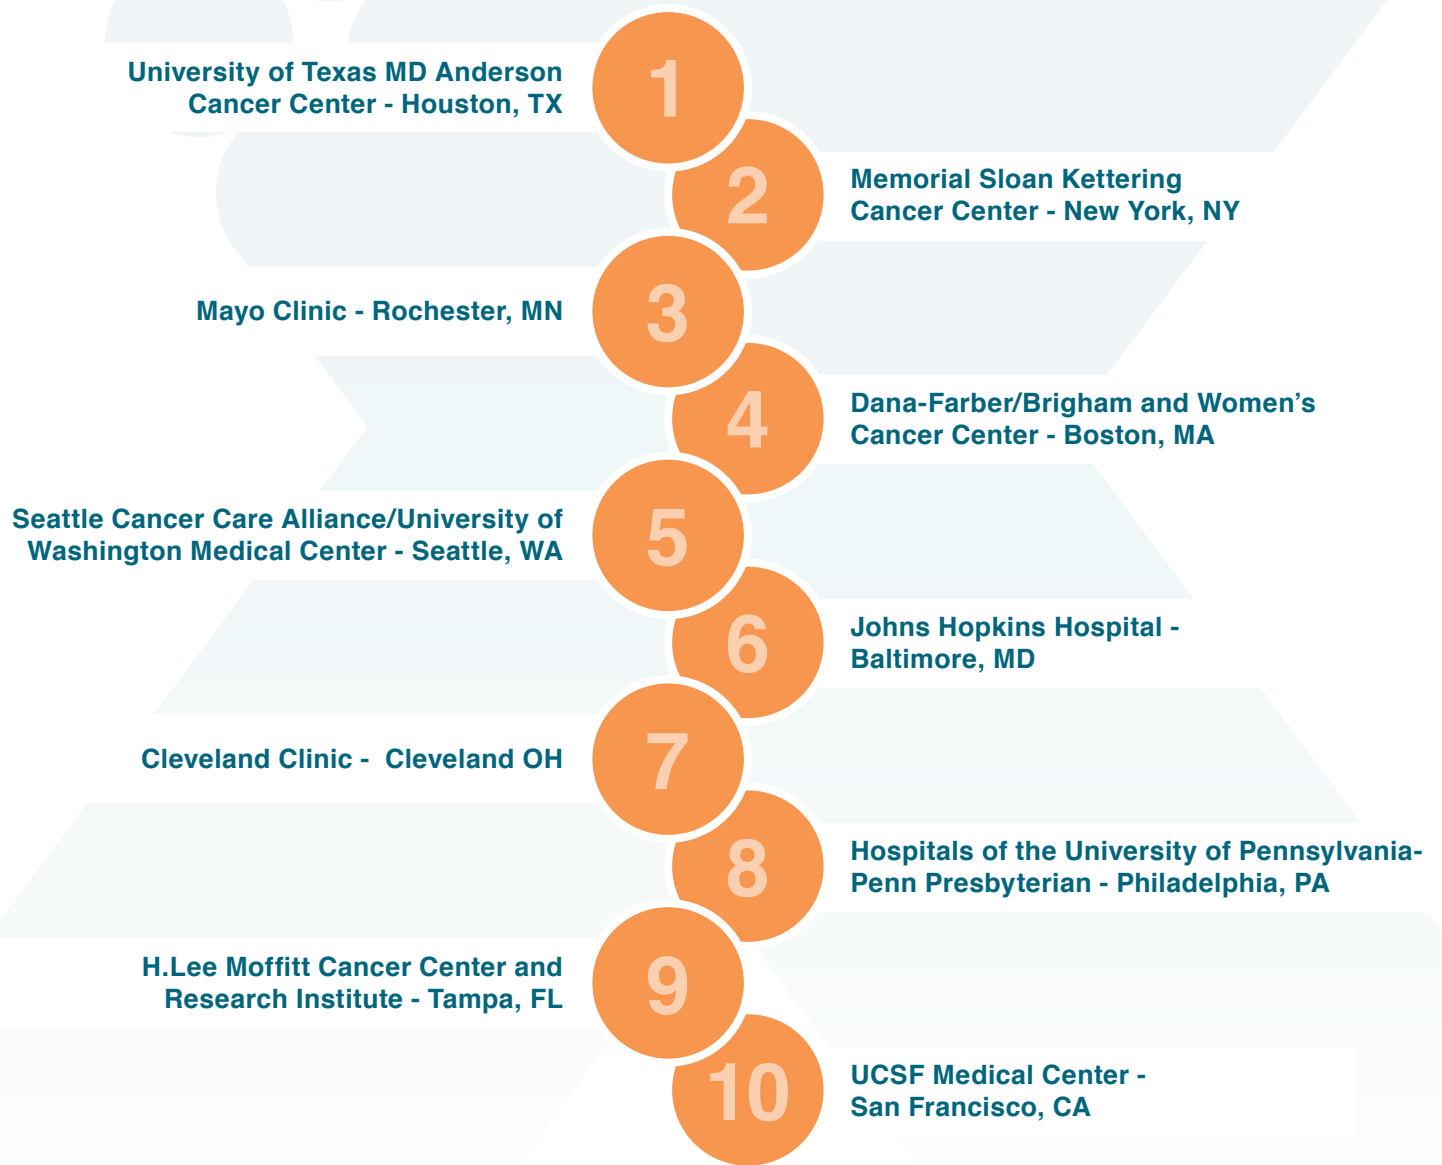 1
University of Texas MD Anderson
Cancer Center - Houston, TX
2
Memorial Sloan Kettering
Cancer Center - New York, NY
3
Mayo Clinic - Rochester, MN
4
Dana-Farber/Brigham and Women’s
Cancer Center - Boston, MA
5
Seattle Cancer Care Alliance/University of
Washington Medical Center - Seattle, WA
6
Johns Hopkins Hospital -
Baltimore, MD
7
Cleveland Clinic -  Cleveland OH
8
Hospitals of the University of Pennsylvania-
Penn Presbyterian - Philadelphia, PA
9
H.Lee Moffitt Cancer Center and
Research Institute - Tampa, FL
10
UCSF Medical Center -
San Francisco, CA